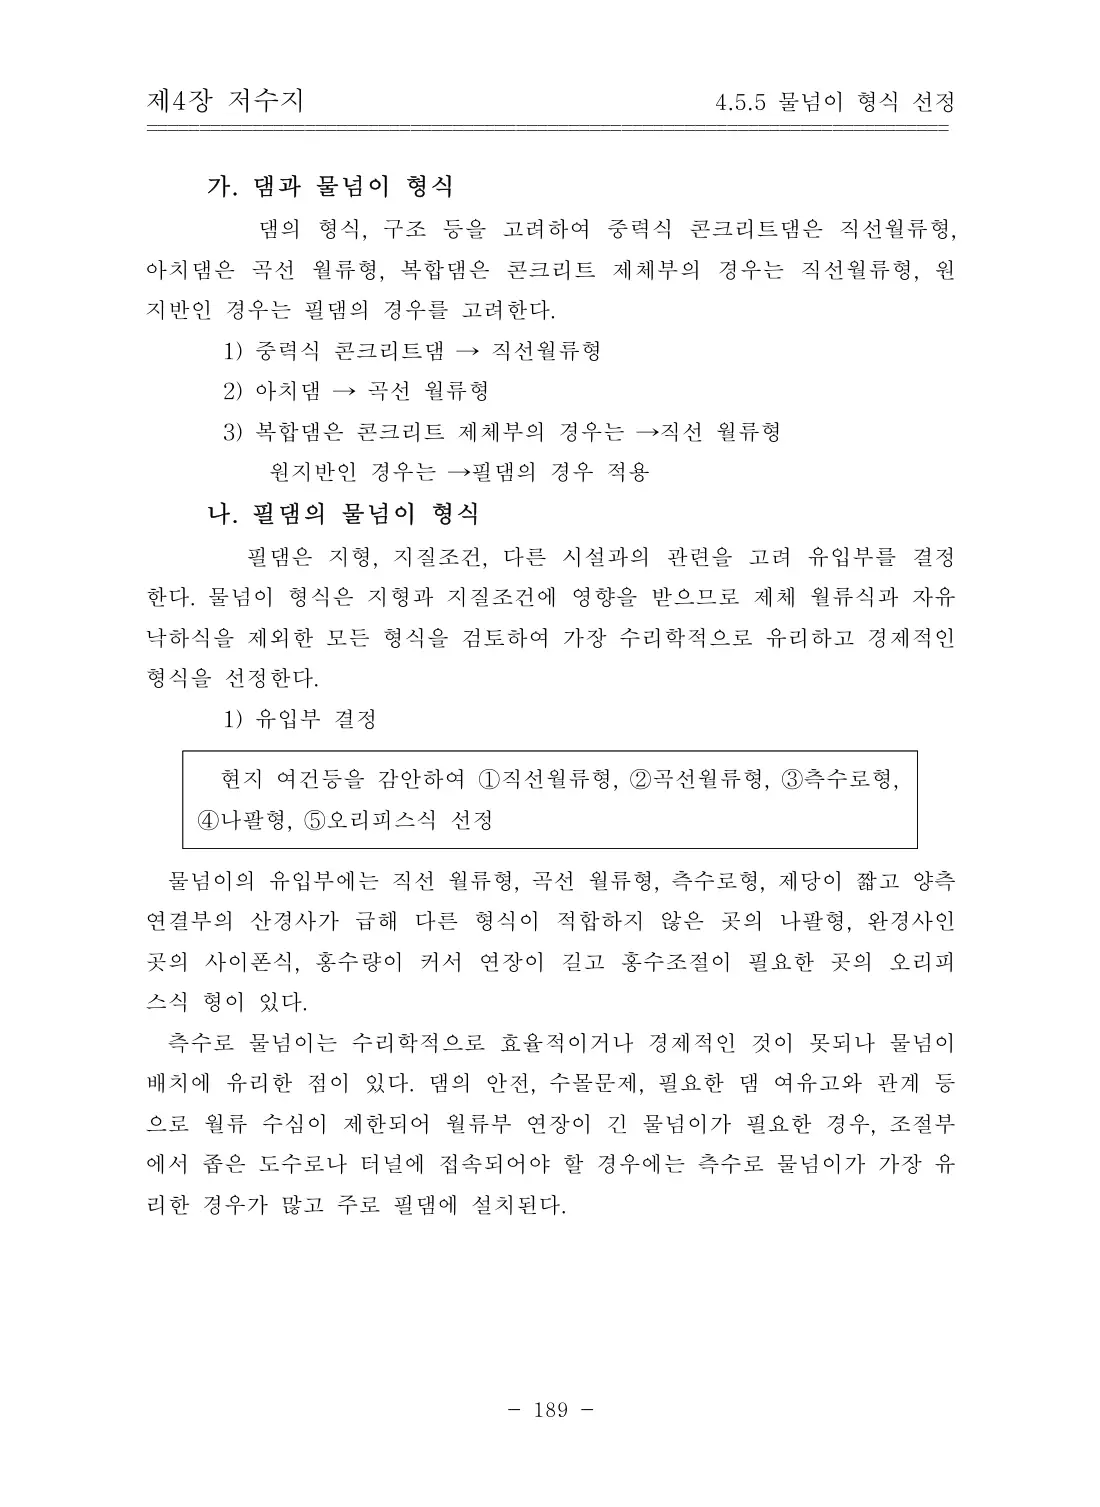 제4장 저수지
4.5.5 물넘이 형식 선정
가. 댐과 물넘이 형식
댐의 형식, 구조 등을 고려하여 중력식 콘크리트댐은 직선월류형,
아치댐은 곡선 월류형, 복합댐은 콘크리트 제체부의 경우는 직선월류형, 원
지반인 경우는 필댐의 경우를 고려한다.
1) 중력식 콘크리트댐 → 직선월류형
2) 아치댐 → 곡선 월류형
3) 복합댐은 콘크리트 제체부의 경우는 →직선 월류형
원지반인 경우는 →필댐의 경우 적용
나. 필댐의 물넘이 형식
필댐은 지형, 지질조건, 다른 시설과의 관련을 고려 유입부를 결정
한다. 물넘이 형식은 지형과 지질조건에 영향을 받으므로 제체 월류식과 자유
낙하식을 제외한 모든 형식을 검토하여 가장 수리학적으로 유리하고 경제적인
형식을 선정한다.
1) 유입부 결정
현지 여건등을 감안하여 ①직선월류형, ②곡선월류형, ③측수로형,
④나팔형, ⑤오리피스식 선정
물넘이의 유입부에는 직선 월류형, 곡선 월류형, 측수로형, 제당이 짧고 양측
연결부의 산경사가 급해 다른 형식이 적합하지 않은 곳의 나팔형, 완경사인
곳의 사이폰식, 홍수량이 커서 연장이 길고 홍수조절이 필요한 곳의 오리피
스식 형이 있다.
측수로 물넘이는 수리학적으로 효율적이거나 경제적인 것이 못되나 물넘이
배치에 유리한 점이 있다. 댐의 안전, 수몰문제, 필요한 댐 여유고와 관계 등
으로 월류 수심이 제한되어 월류부 연장이 긴 물넘이가 필요한 경우, 조절부
에서 좁은 도수로나 터널에 접속되어야 할 경우에는 측수로 물넘이가 가장 유
리한 경우가 많고 주로 필댐에 설치된다.
- 189 -